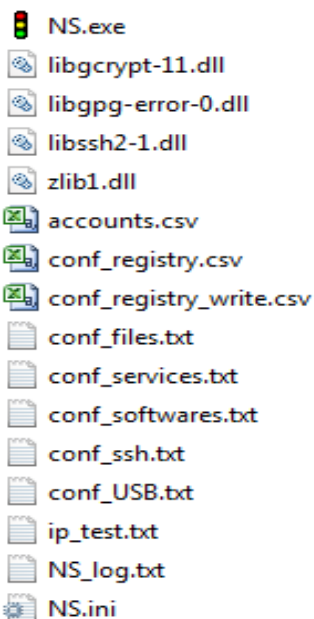 NS.exe
libgcrypt-11.dll
libgpg-error-0.dll
libssh2-1.dll
zlib1.dll
accounts.csv
conf_registry.csv
conf_registry_write.csv
conf_files.txt
conf_services.txt
conf_softwares.txt
conf_ssh.txt
conf_USB.txt
ip_test.txt
NS_log.txt
NS.ini